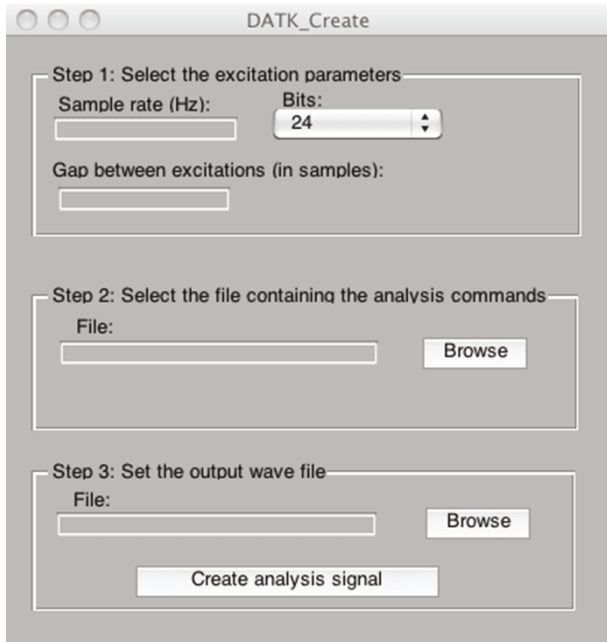 DATK_Create
Step 1: Select the excitation parameters
Sample rate (Hz):
Bits:
24
Gap between excitations (in samples):
Step 2: Select the file containing the analysis commands
File:
Browse
Step 3: Set the output wave file
File:
Browse
Create analysis signal